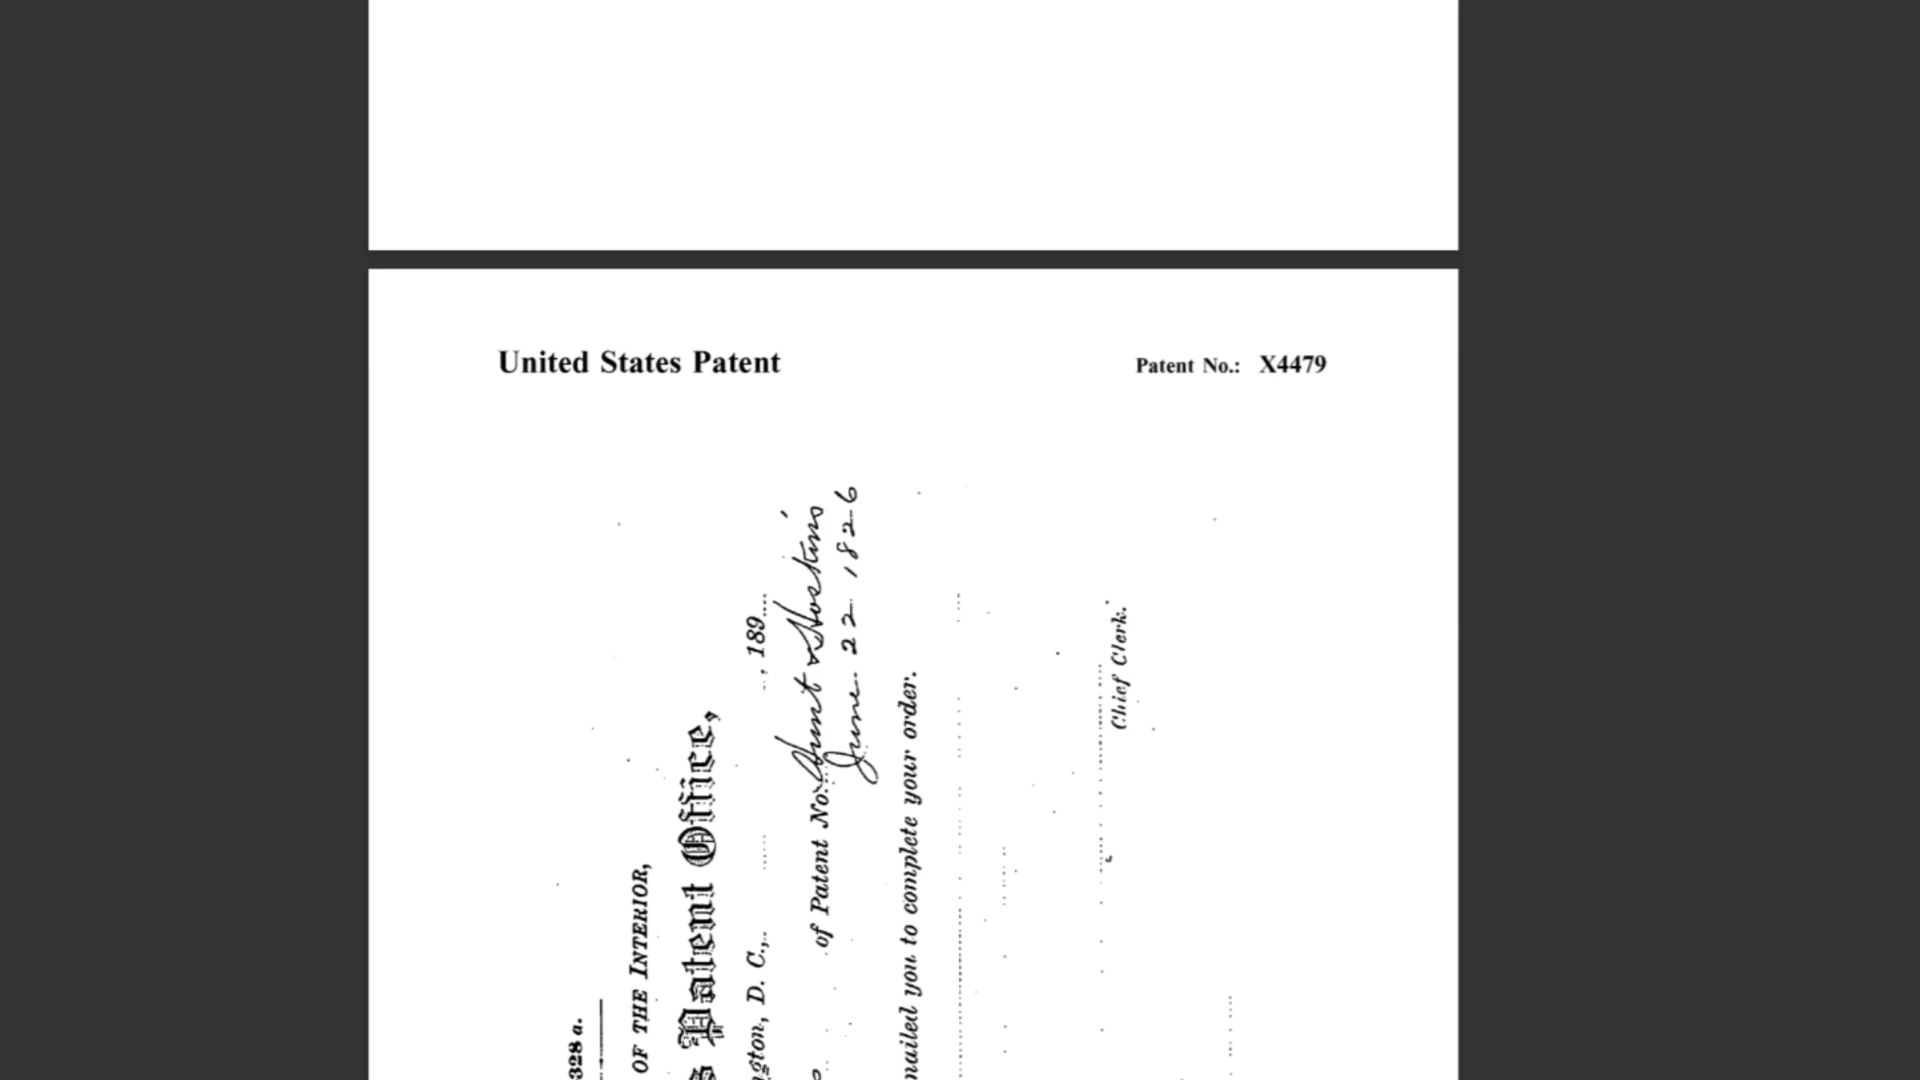 United States Patent
Patent No.: X4479
328 a.
OF THE INTERIOR,
s Patent Office,
gton, D. C., 189
of Patent No. Hunt & Hoskins
June 22 1826
mailed you to complete your order.
Chief Clerk.